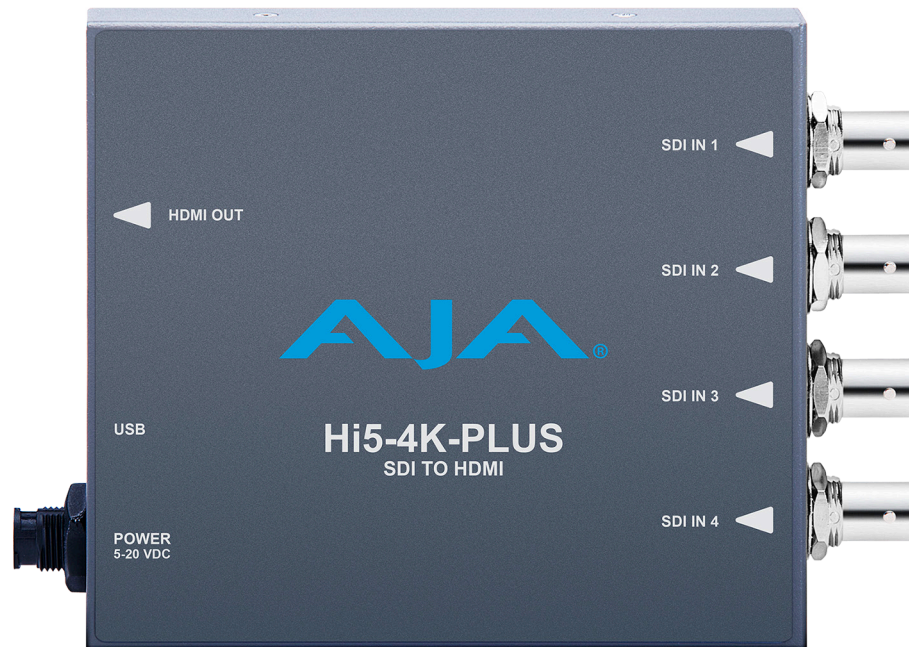 SDI IN 1
HDMI OUT
SDI IN 2
AJA®
SDI IN 3
USB
Hi5-4K-PLUS
SDI TO HDMI
SDI IN 4
POWER
5-20 VDC